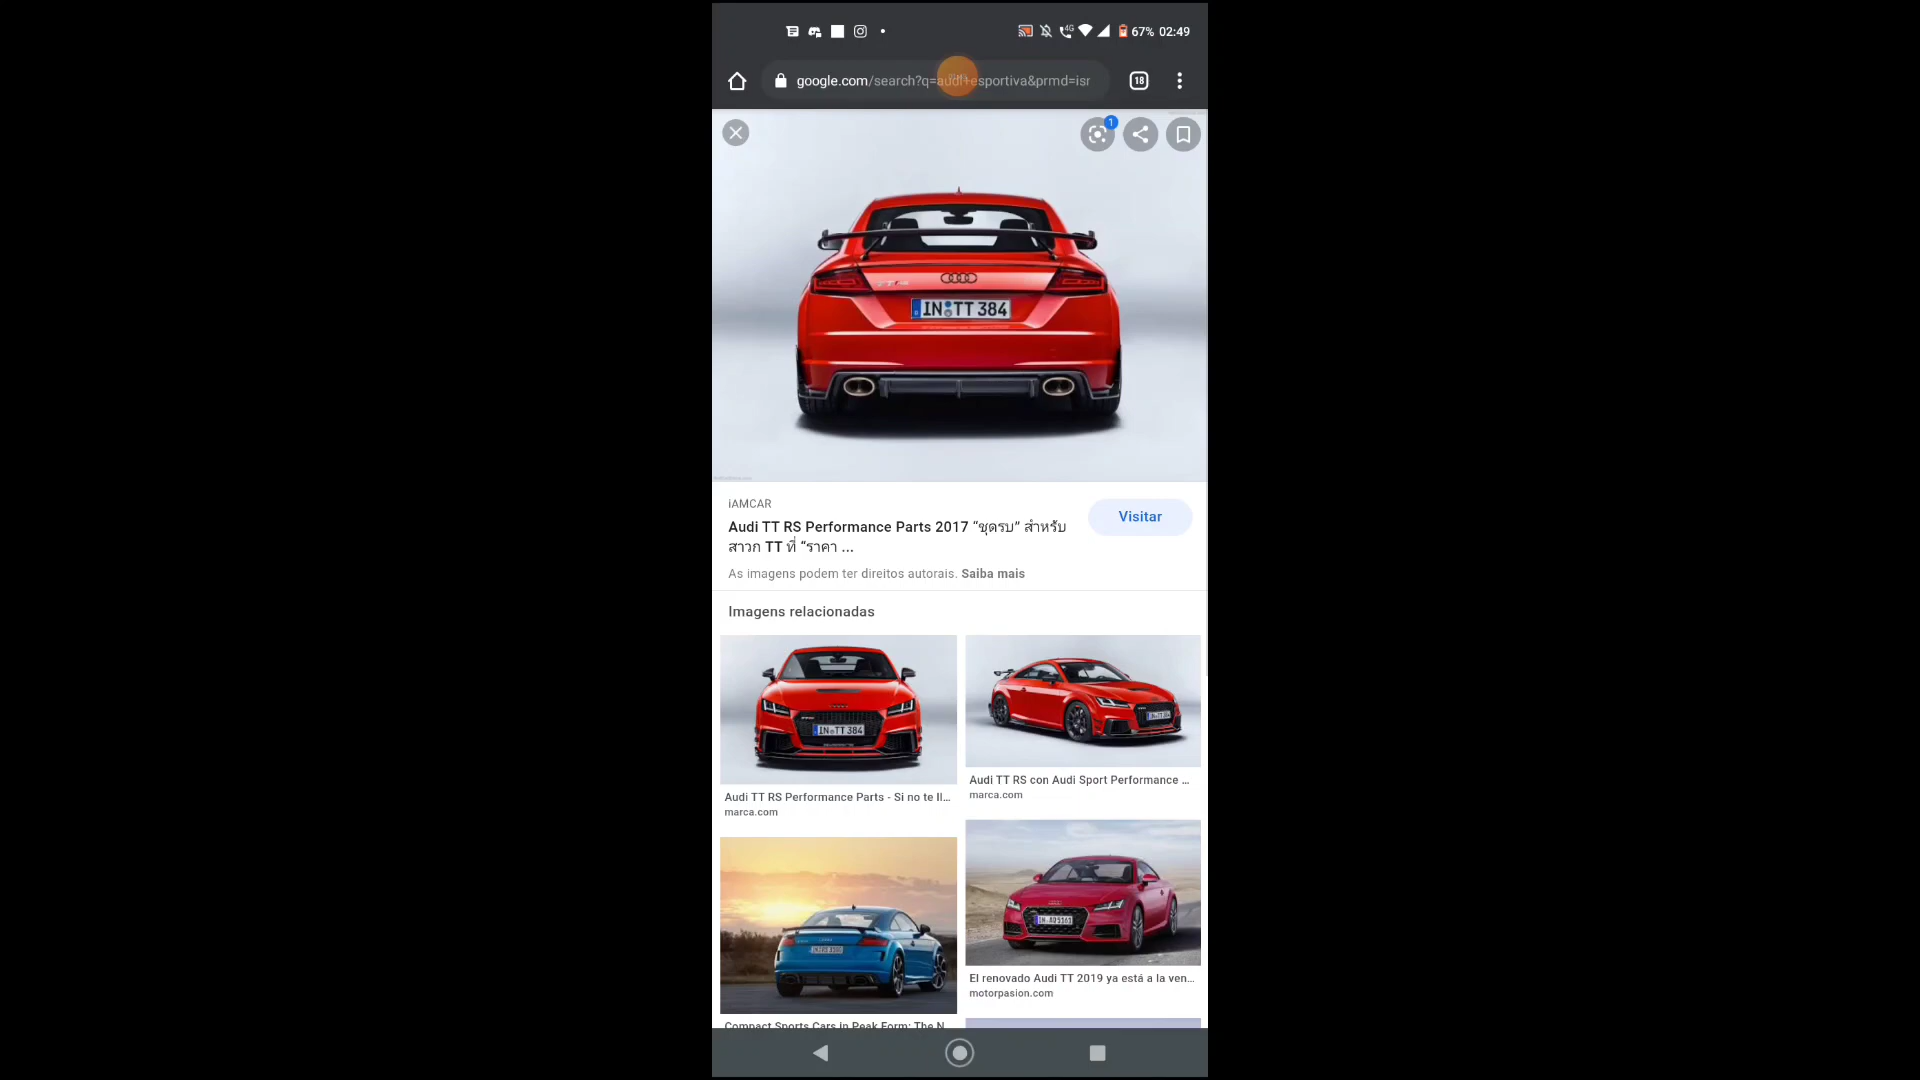 67% 02:49
google.com/search?q=audi+esportiva&prmd=isr
18
1
IN TT 384
iAMCAR
Audi TT RS Performance Parts 2017 “ชุดรบ” สำหรับ
สาวก TT ที่ “ราคา ...
Visitar
As imagens podem ter direitos autorais. Saiba mais
Imagens relacionadas
IN TT 384
Audi TT RS Performance Parts - Si no te ll...
marca.com
Audi TT RS con Audi Sport Performance ...
marca.com
El renovado Audi TT 2019 ya está a la ven...
motorpasion.com
Compact Sports Cars in Peak Form: The N